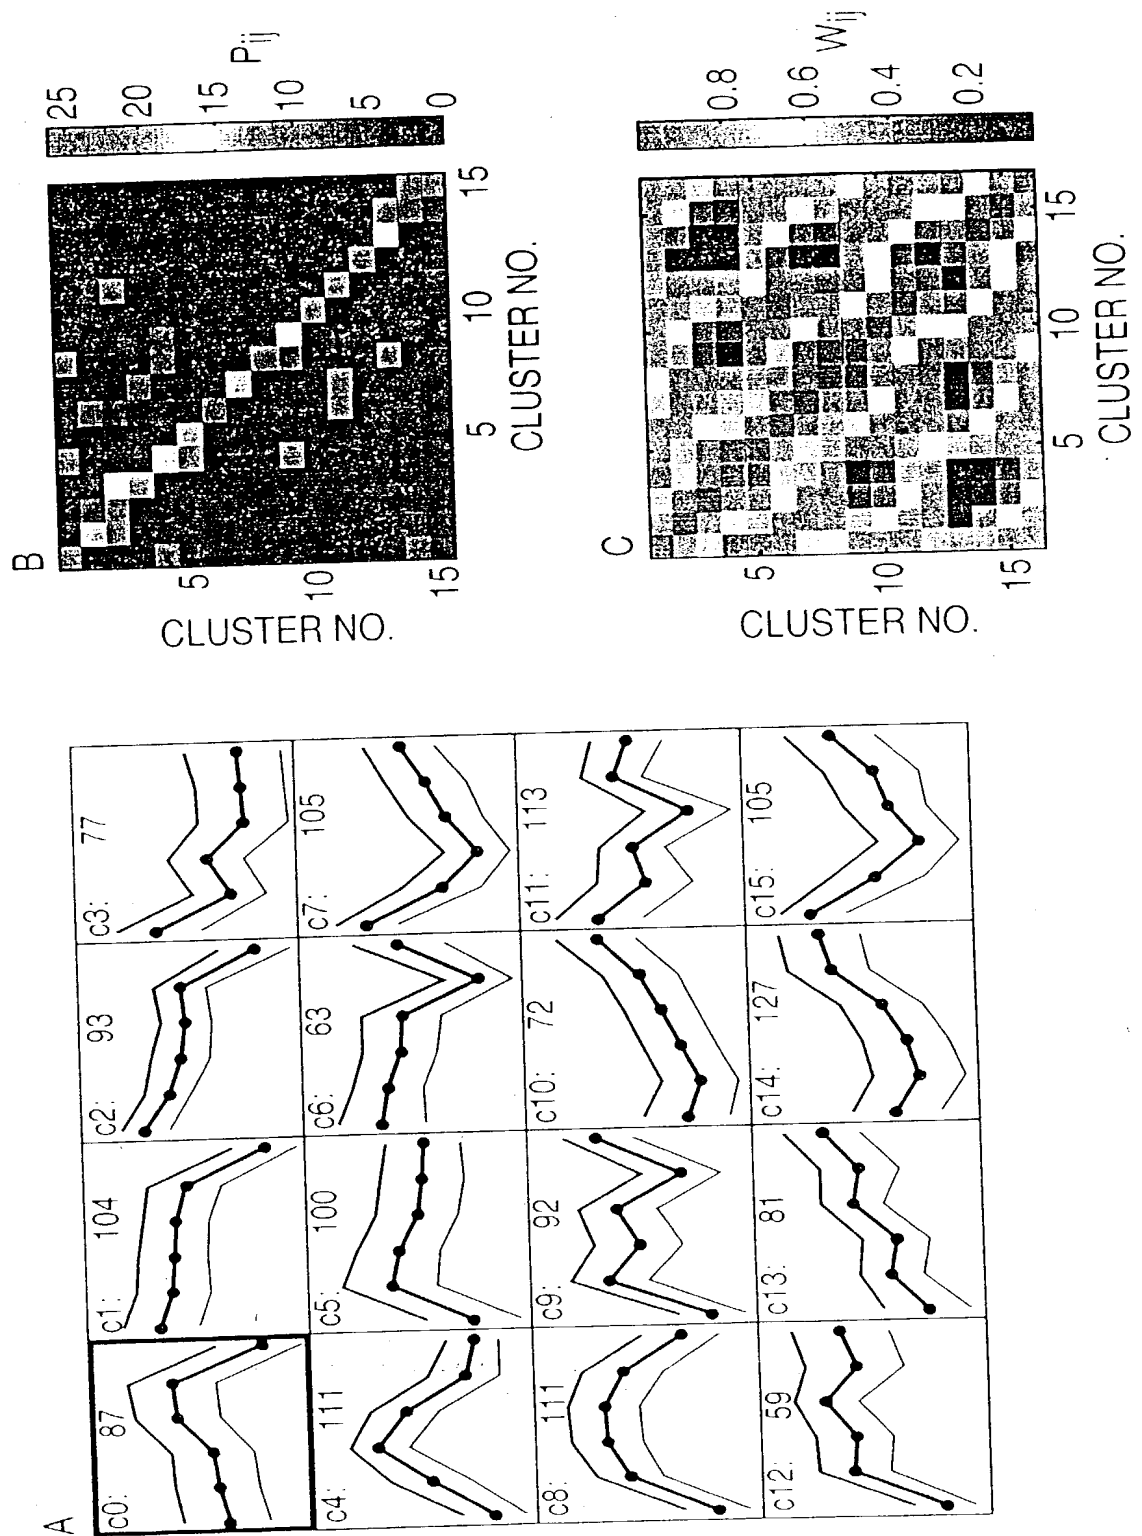 A
c0: 87
c1: 104
c2: 93
c3: 77
c4: 111
c5: 100
c6: 63
c7: 105
c8: 111
c9: 92
c10: 72
c11: 113
c12: 59
c13: 81
c14: 127
c15: 105
B
5
10
15
CLUSTER NO.
5
10
15
CLUSTER NO.
25
20
15
10
5
0
Pij
C
5
10
15
CLUSTER NO.
5
10
15
CLUSTER NO.
0.8
0.6
0.4
0.2
Wij